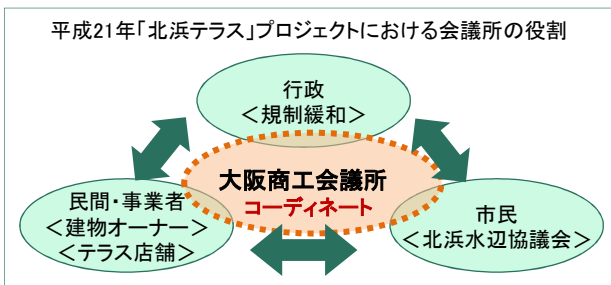 平成21年「北浜テラス」プロジェクトにおける会議所の役割
行政
＜規制緩和＞
大阪商工会議所
コーディネート
民間・事業者
＜建物オーナー＞
＜テラス店舗＞
市民
＜北浜水辺協議会＞